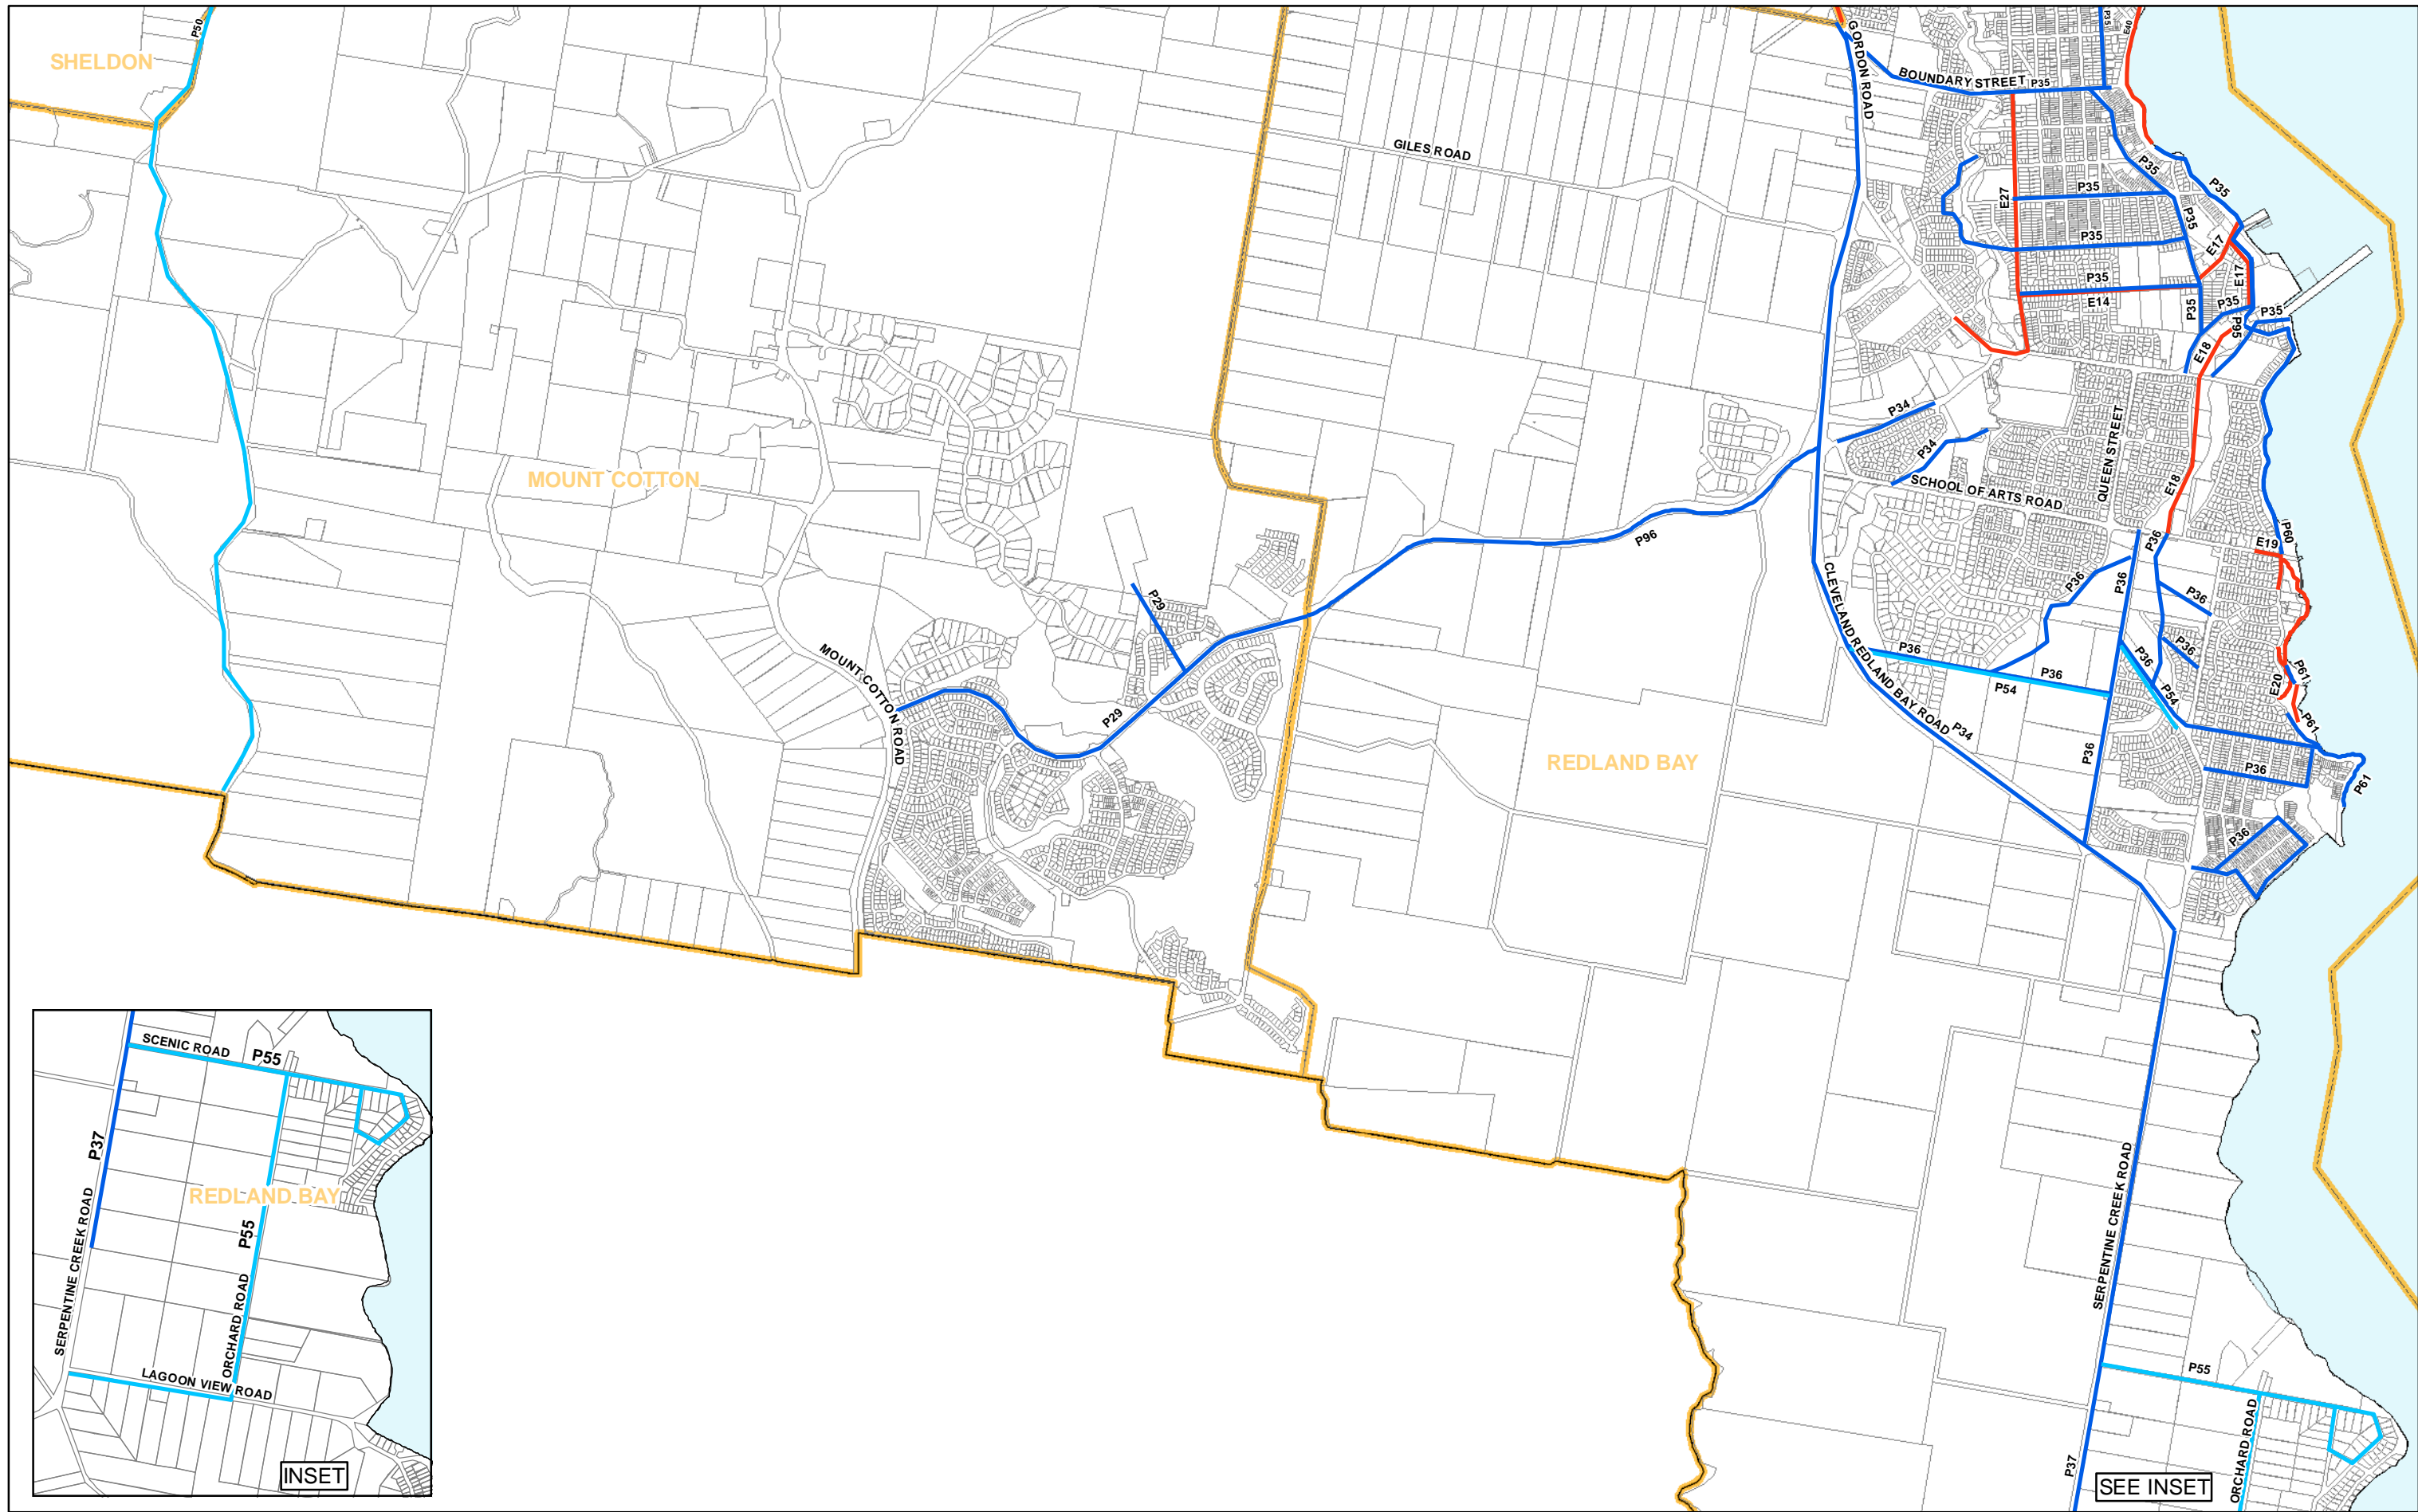 P50
SHELDON
GORDON ROAD
P35
E40
BOUNDARY STREET
P35
GILES ROAD
P35
P35
E27
P35
P35
P35
E17
E17
P35
E14
P35
P35
P35
P95
E18
P34
P34
QUEEN STREET
MOUNT COTTON
SCHOOL OF ARTS ROAD
E18
P60
P96
P36
E19
CLEVELAND REDLAND BAY ROAD
P36
P36
P36
P29
P36
P36
P36
P36
P61
P54
P54
E20
MOUNT COTTON ROAD
P29
P34
P61
P36
REDLAND BAY
P36
P61
P36
SERPENTINE CREEK ROAD
P55
P37
ORCHARD ROAD
SEE INSET
SCENIC ROAD
P55
P37
REDLAND BAY
P55
SERPENTINE CREEK ROAD
ORCHARD ROAD
LAGOON VIEW ROAD
INSET